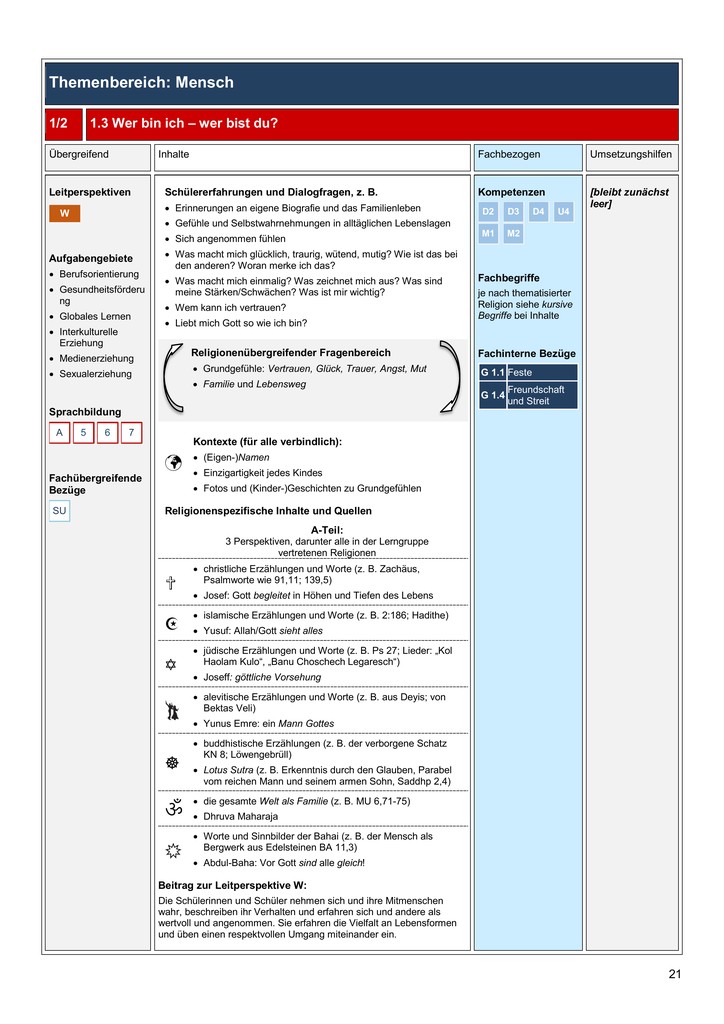 Themenbereich: Mensch
1/2 1.3 Wer bin ich – wer bist du?
Übergreifend
Inhalte
Fachbezogen
Umsetzungshilfen
Leitperspektiven
W
Aufgabengebiete
• Berufsorientierung
• Gesundheitsförderu
ng
• Globales Lernen
• Interkulturelle
Erziehung
• Medienerziehung
• Sexualerziehung
Sprachbildung
A 5 6 7
Fachübergreifende
Bezüge
SU
Schülererfahrungen und Dialogfragen, z. B.
• Erinnerungen an eigene Biografie und das Familienleben
• Gefühle und Selbstwahrnehmungen in alltäglichen Lebenslagen
• Sich angenommen fühlen
• Was macht mich glücklich, traurig, wütend, mutig? Wie ist das bei
den anderen? Woran merke ich das?
• Was macht mich einmalig? Was zeichnet mich aus? Was sind
meine Stärken/Schwächen? Was ist mir wichtig?
• Wem kann ich vertrauen?
• Liebt mich Gott so wie ich bin?
Religionenübergreifender Fragenbereich
• Grundgefühle: Vertrauen, Glück, Trauer, Angst, Mut
• Familie und Lebensweg
Kontexte (für alle verbindlich):
• (Eigen-)Namen
• Einzigartigkeit jedes Kindes
• Fotos und (Kinder-)Geschichten zu Grundgefühlen
Religionenspezifische Inhalte und Quellen
A-Teil:
3 Perspektiven, darunter alle in der Lerngruppe
vertretenen Religionen
• christliche Erzählungen und Worte (z. B. Zachäus,
Psalmworte wie 91,11; 139,5)
• Josef: Gott begleitet in Höhen und Tiefen des Lebens
• islamische Erzählungen und Worte (z. B. 2:186; Hadithe)
• Yusuf: Allah/Gott sieht alles
• jüdische Erzählungen und Worte (z. B. Ps 27; Lieder: „Kol
Haolam Kulo“, „Banu Choschech Legaresch“)
• Joseff: göttliche Vorsehung
• alevitische Erzählungen und Worte (z. B. aus Deyis; von
Bektas Veli)
• Yunus Emre: ein Mann Gottes
• buddhistische Erzählungen (z. B. der verborgene Schatz
KN 8; Löwengebrüll)
• Lotus Sutra (z. B. Erkenntnis durch den Glauben, Parabel
vom reichen Mann und seinem armen Sohn, Saddhp 2,4)
• die gesamte Welt als Familie (z. B. MU 6,71-75)
• Dhruva Maharaja
• Worte und Sinnbilder der Bahai (z. B. der Mensch als
Bergwerk aus Edelsteinen BA 11,3)
• Abdul-Baha: Vor Gott sind alle gleich!
Beitrag zur Leitperspektive W:
Die Schülerinnen und Schüler nehmen sich und ihre Mitmenschen
wahr, beschreiben ihr Verhalten und erfahren sich und andere als
wertvoll und angenommen. Sie erfahren die Vielfalt an Lebensformen
und üben einen respektvollen Umgang miteinander ein.
Kompetenzen
D2 D3 D4 U4
M1 M2
Fachbegriffe
je nach thematisierter
Religion siehe kursive
Begriffe bei Inhalte
Fachinterne Bezüge
G 1.1 Feste
G 1.4 Freundschaft
und Streit
[bleibt zunächst
leer]
21